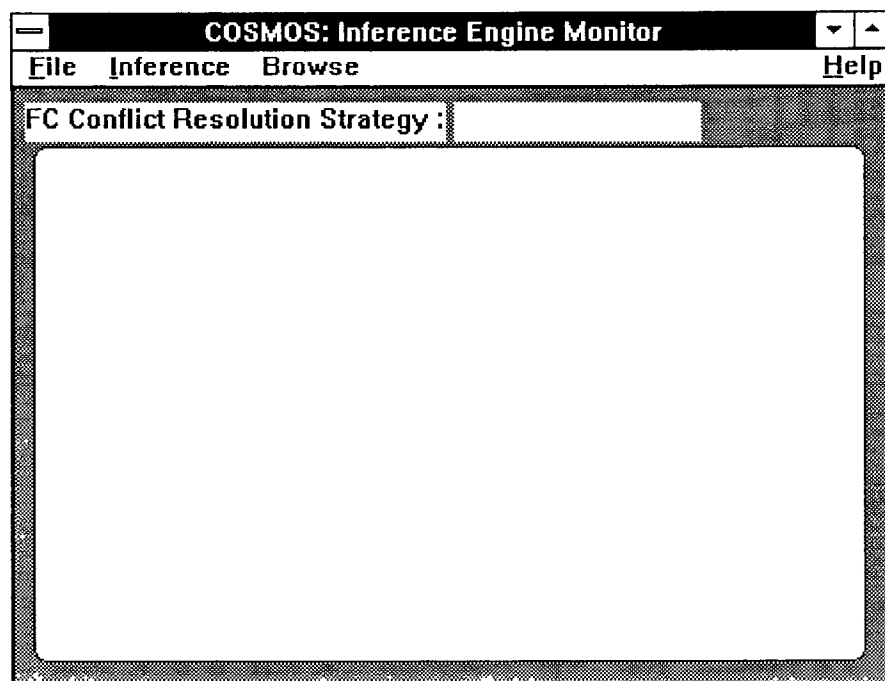 COSMOS: Inference Engine Monitor
File Inference Browse Help
FC Conflict Resolution Strategy :